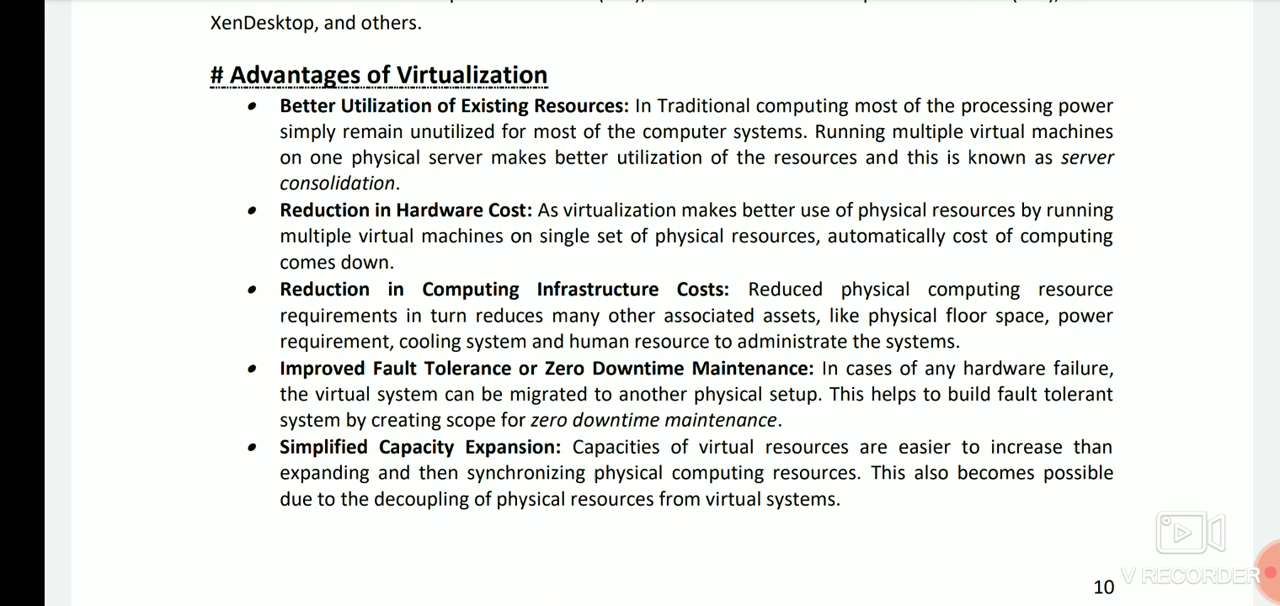 XenDesktop, and others.
# Advantages of Virtualization
• Better Utilization of Existing Resources: In Traditional computing most of the processing power
simply remain unutilized for most of the computer systems. Running multiple virtual machines
on one physical server makes better utilization of the resources and this is known as server
consolidation.
• Reduction in Hardware Cost: As virtualization makes better use of physical resources by running
multiple virtual machines on single set of physical resources, automatically cost of computing
comes down.
• Reduction in Computing Infrastructure Costs: Reduced physical computing resource
requirements in turn reduces many other associated assets, like physical floor space, power
requirement, cooling system and human resource to administrate the systems.
• Improved Fault Tolerance or Zero Downtime Maintenance: In cases of any hardware failure,
the virtual system can be migrated to another physical setup. This helps to build fault tolerant
system by creating scope for zero downtime maintenance.
• Simplified Capacity Expansion: Capacities of virtual resources are easier to increase than
expanding and then synchronizing physical computing resources. This also becomes possible
due to the decoupling of physical resources from virtual systems.
10
V RECORDER